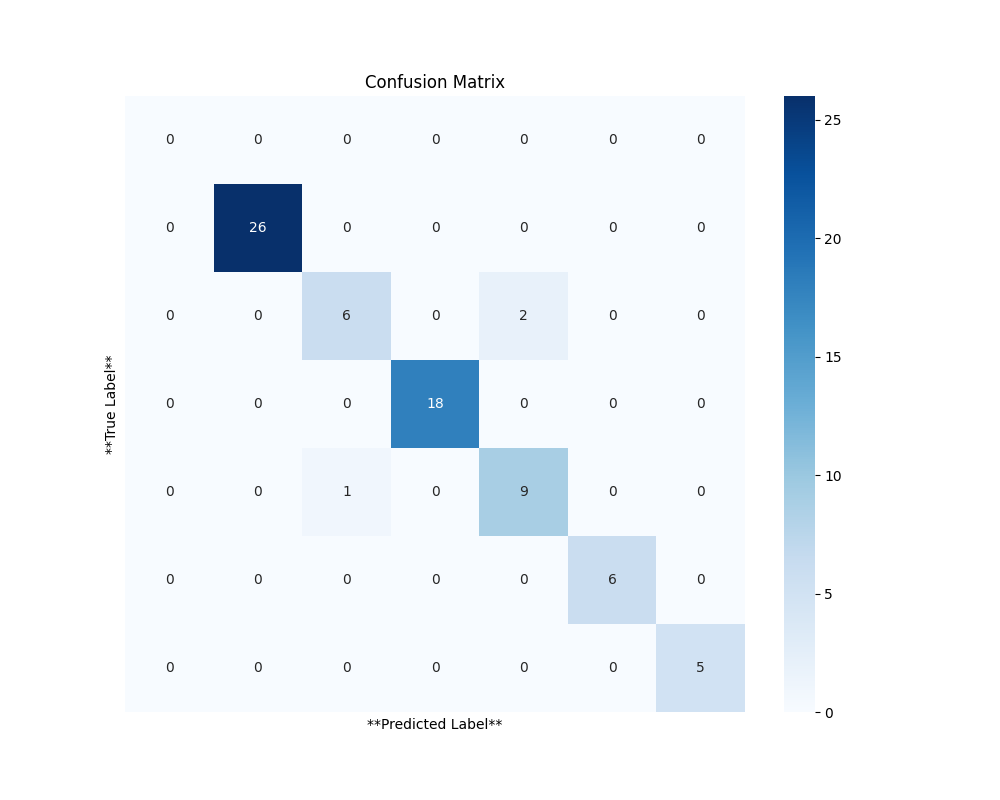 Confusion Matrix
0 0 0 0 0 0 0
0 26 0 0 0 0 0
0 0 6 0 2 0 0
0 0 0 18 0 0 0
0 0 1 0 9 0 0
0 0 0 0 0 6 0
0 0 0 0 0 0 5
**True Label**
**Predicted Label**
25
20
15
10
5
0